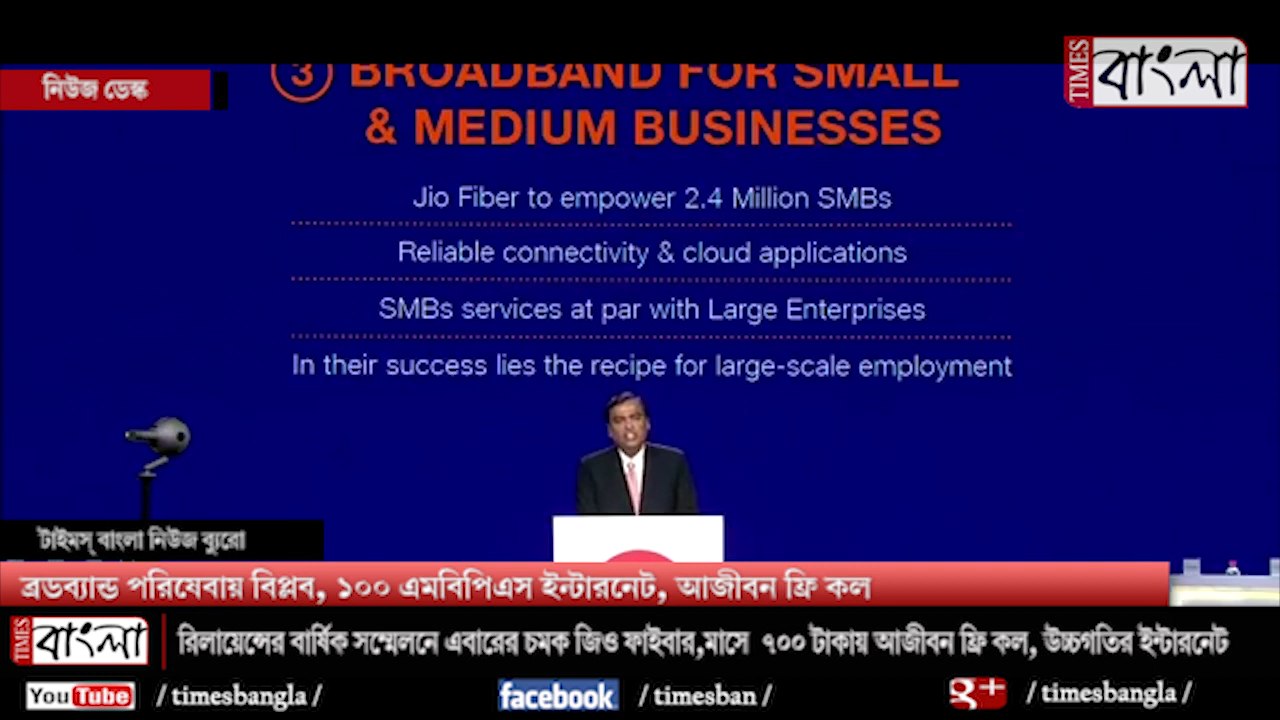 TIMES বাংলা
নিউজ ডেস্ক
3 BROADBAND FOR SMALL
& MEDIUM BUSINESSES
Jio Fiber to empower 2.4 Million SMBs
Reliable connectivity & cloud applications
SMBs services at par with Large Enterprises
In their success lies the recipe for large-scale employment
টাইমস্ বাংলা নিউজ ব্যুরো
ব্রডব্যান্ড পরিষেবায় বিপ্লব, ১০০ এমবিপিএস ইন্টারনেট, আজীবন ফ্রি কল
TIMES বাংলা
রিলায়েন্সের বার্ষিক সম্মেলনে এবারের চমক জিও ফাইবার,মাসে ৭০০ টাকায় আজীবন ফ্রি কল, উচ্চগতির ইন্টারনেট
YouTube / timesbangla / facebook / timesban / g+ / timesbangla /